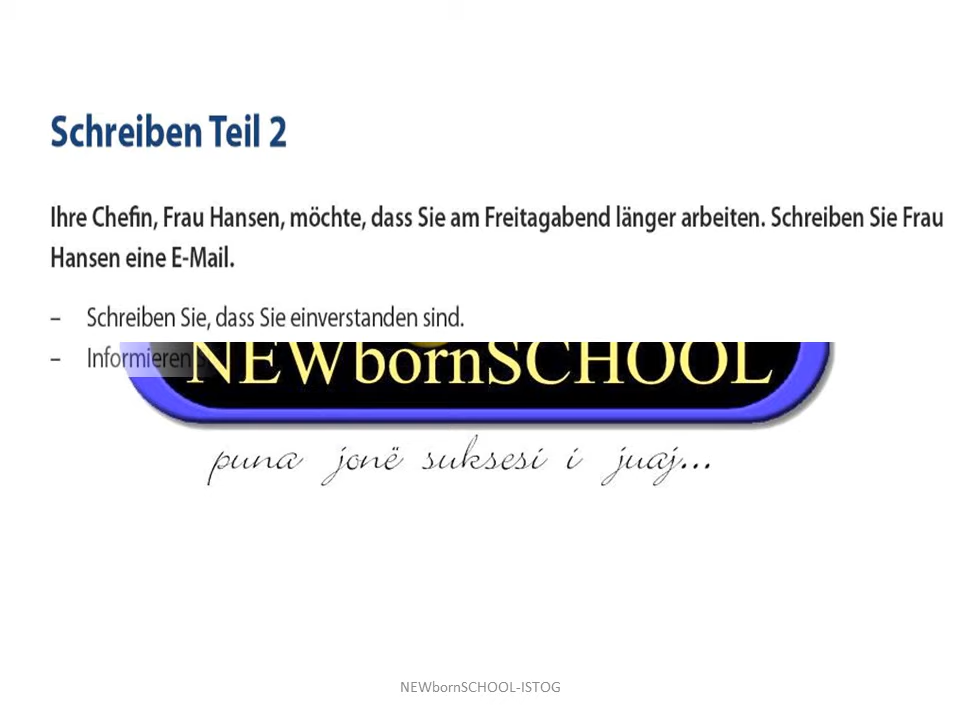 Schreiben Teil 2
Ihre Chefin, Frau Hansen, möchte, dass Sie am Freitagabend länger arbeiten. Schreiben Sie Frau
Hansen eine E-Mail.
– Schreiben Sie, dass Sie einverstanden sind.
– Informieren
NEWbornSCHOOL
puna jonë suksesi i juaj...
NEWbornSCHOOL-ISTOG